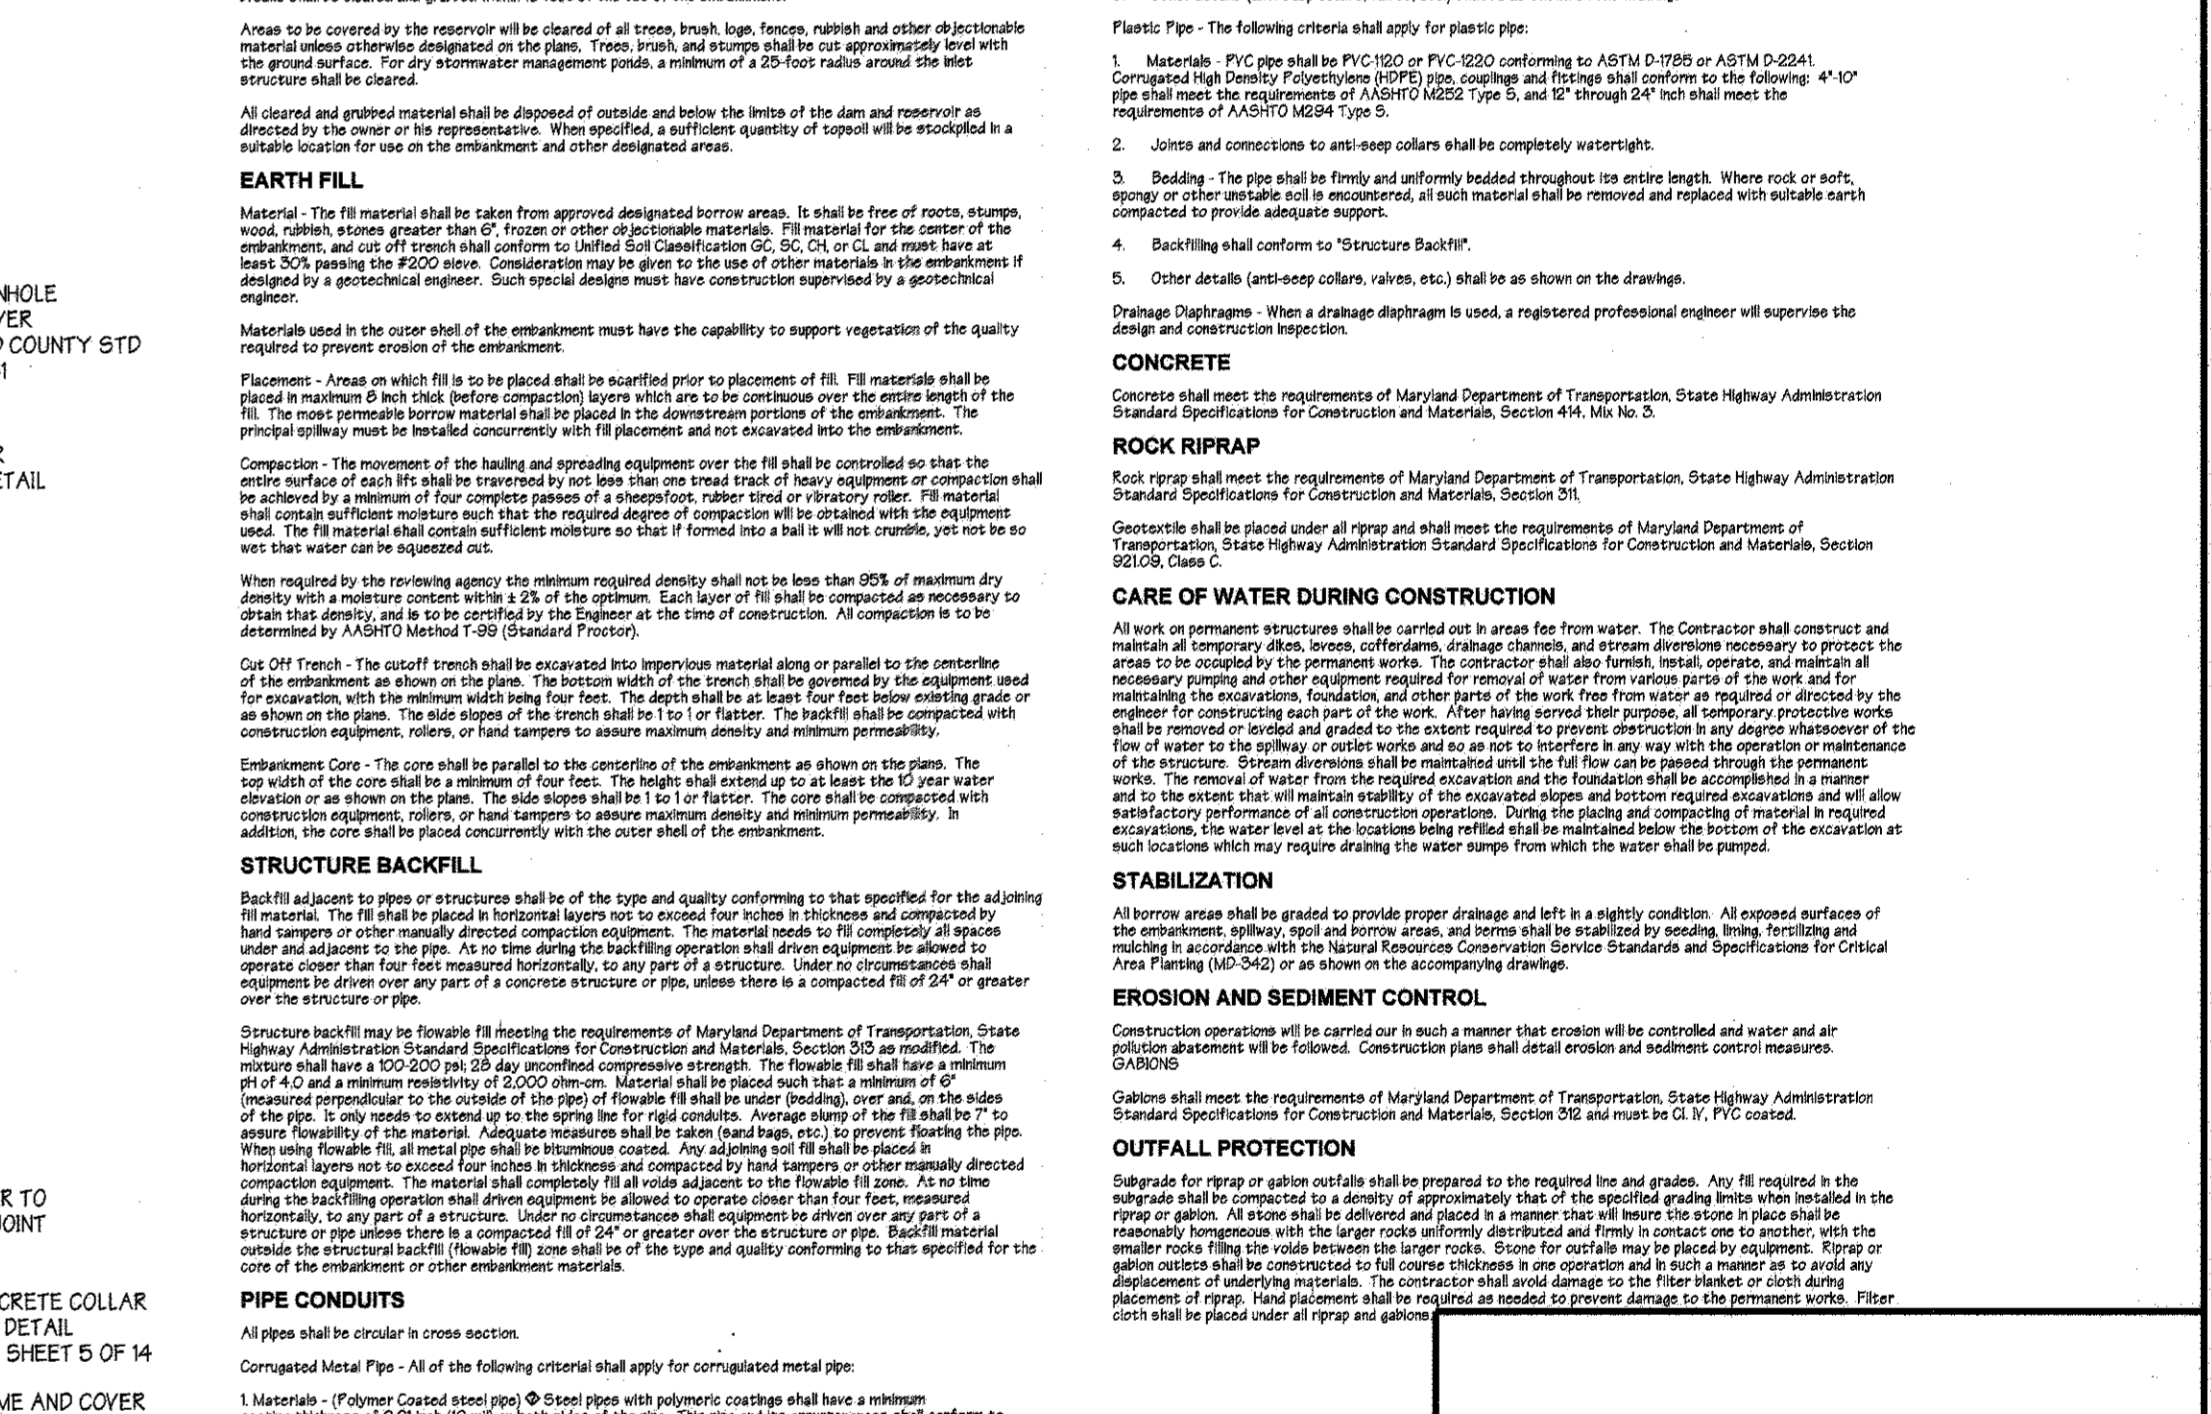 Areas to be covered by the reservoir will be cleared of all trees, brush, logs, fences, rubbish and other objectionable
material unless otherwise designated on the plans. Trees, brush, and stumps shall be cut approximately level with
the ground surface. For dry stormwater management ponds, a minimum of a 25-foot radius around the inlet
structure shall be cleared.
All cleared and grubbed material shall be disposed of outside and below the limits of the dam and reservoir as
directed by the owner or his representative. When specified, a sufficient quantity of topsoil will be stockpiled in a
suitable location for use on the embankment and other designated areas.
EARTH FILL
Material - The fill material shall be taken from approved designated borrow areas. It shall be free of roots, stumps,
wood, rubbish, stones greater than 6", frozen or other objectionable materials. Fill material for the center of the
embankment, and cut off trench shall conform to Unified Soil Classification GC, SC, CH, or CL and must have at
least 30% passing the #200 sieve. Consideration may be given to the use of other materials in the embankment if
designed by a geotechnical engineer. Such special designs must have construction supervised by a geotechnical
engineer.
Materials used in the outer shell of the embankment must have the capability to support vegetation of the quality
required to prevent erosion of the embankment.
Placement - Areas on which fill is to be placed shall be scarified prior to placement of fill. Fill materials shall be
placed in maximum 8 inch thick (before compaction) layers which are to be continuous over the entire length of the
fill. The most permeable borrow material shall be placed in the downstream portions of the embankment. The
principal spillway must be installed concurrently with fill placement and not excavated into the embankment.
Compaction - The movement of the hauling and spreading equipment over the fill shall be controlled so that the
entire surface of each lift shall be traversed by not less than one tread track of heavy equipment or compaction shall
be achieved by a minimum of four complete passes of a sheepsfoot, rubber tired or vibratory roller. Fill material
shall contain sufficient moisture such that the required degree of compaction will be obtained with the equipment
used. The fill material shall contain sufficient moisture so that if formed into a ball it will not crumble, yet not be so
wet that water can be squeezed out.
When required by the reviewing agency the minimum required density shall not be less than 95% of maximum dry
density with a moisture content within ± 2% of the optimum. Each layer of fill shall be compacted as necessary to
obtain that density, and is to be certified by the Engineer at the time of construction. All compaction is to be
determined by AASHTO Method T-99 (Standard Proctor).
Cut Off Trench - The cutoff trench shall be excavated into impervious material along or parallel to the centerline
of the embankment as shown on the plans. The bottom width of the trench shall be governed by the equipment used
for excavation, with the minimum width being four feet. The depth shall be at least four feet below existing grade or
as shown on the plans. The side slopes of the trench shall be 1 to 1 or flatter. The backfill shall be compacted with
construction equipment, rollers, or hand tampers to assure maximum density and minimum permeability.
Embankment Core - The core shall be parallel to the centerline of the embankment as shown on the plans. The
top width of the core shall be a minimum of four feet. The height shall extend up to at least the 10 year water
elevation or as shown on the plans. The side slopes shall be 1 to 1 or flatter. The core shall be compacted with
construction equipment, rollers, or hand tampers to assure maximum density and minimum permeability. In
addition, the core shall be placed concurrently with the outer shell of the embankment.
STRUCTURE BACKFILL
Backfill adjacent to pipes or structures shall be of the type and quality conforming to that specified for the adjoining
fill material. The fill shall be placed in horizontal layers not to exceed four inches in thickness and compacted by
hand tampers or other manually directed compaction equipment. The material needs to fill completely all spaces
under and adjacent to the pipe. At no time during the backfilling operation shall driven equipment be allowed to
operate closer than four feet measured horizontally, to any part of a structure. Under no circumstances shall
equipment be driven over any part of a concrete structure or pipe, unless there is a compacted fill of 24" or greater
over the structure or pipe.
Structure backfill may be flowable fill meeting the requirements of Maryland Department of Transportation, State
Highway Administration Standard Specifications for Construction and Materials, Section 313 as modified. The
mixture shall have a 100-200 psi; 28 day unconfined compressive strength. The flowable fill shall have a minimum
pH of 4.0 and a minimum resistivity of 2,000 ohm-cm. Material shall be placed such that a minimum of 6"
(measured perpendicular to the outside of the pipe) of flowable fill shall be under (bedding), over and, on the sides
of the pipe. It only needs to extend up to the spring line for rigid conduits. Average slump of the fill shall be 7" to
assure flowability of the material. Adequate measures shall be taken (sand bags, etc.) to prevent floating the pipe.
When using flowable fill, all metal pipe shall be bituminous coated. Any adjoining soil fill shall be placed in
horizontal layers not to exceed four inches in thickness and compacted by hand tampers or other manually directed
compaction equipment. The material shall completely fill all voids adjacent to the flowable fill zone. At no time
during the backfilling operation shall driven equipment be allowed to operate closer than four feet, measured
horizontally, to any part of a structure. Under no circumstances shall equipment be driven over any part of a
structure or pipe unless there is a compacted fill of 24" or greater over the structure or pipe. Backfill material
outside the structural backfill (flowable fill) zone shall be of the type and quality conforming to that specified for the
core of the embankment or other embankment materials.
PIPE CONDUITS
All pipes shall be circular in cross section.
Corrugated Metal Pipe - All of the following criterial shall apply for corrugulated metal pipe:
1. Materials - (Polymer Coated steel pipe) Steel pipes with polymeric coatings shall have a minimum
Plastic Pipe - The following criteria shall apply for plastic pipe:
1. Materials - PVC pipe shall be PVC-1120 or PVC-1220 conforming to ASTM D-1785 or ASTM D-2241.
Corrugated High Density Polyethylene (HDPE) pipe, couplings and fittings shall conform to the following: 4"-10"
pipe shall meet the requirements of AASHTO M252 Type S, and 12" through 24" inch shall meet the
requirements of AASHTO M294 Type S.
2. Joints and connections to anti-seep collars shall be completely watertight.
3. Bedding - The pipe shall be firmly and uniformly bedded throughout its entire length. Where rock or soft,
spongy or other unstable soil is encountered, all such material shall be removed and replaced with suitable earth
compacted to provide adequate support.
4. Backfilling shall conform to "Structure Backfill".
5. Other details (anti-seep collars, valves, etc.) shall be as shown on the drawings.
Drainage Diaphragms - When a drainage diaphragm is used, a registered professional engineer will supervise the
design and construction inspection.
CONCRETE
Concrete shall meet the requirements of Maryland Department of Transportation, State Highway Administration
Standard Specifications for Construction and Materials, Section 414, Mix No. 3.
ROCK RIPRAP
Rock riprap shall meet the requirements of Maryland Department of Transportation, State Highway Administration
Standard Specifications for Construction and Materials, Section 311.
Geotextile shall be placed under all riprap and shall meet the requirements of Maryland Department of
Transportation, State Highway Administration Standard Specifications for Construction and Materials, Section
921.09, Class C.
CARE OF WATER DURING CONSTRUCTION
All work on permanent structures shall be carried out in areas fee from water. The Contractor shall construct and
maintain all temporary dikes, levees, cofferdams, drainage channels, and stream diversions necessary to protect the
areas to be occupied by the permanent works. The contractor shall also furnish, install, operate, and maintain all
necessary pumping and other equipment required for removal of water from various parts of the work and for
maintaining the excavations, foundation, and other parts of the work free from water as required or directed by the
engineer for constructing each part of the work. After having served their purpose, all temporary protective works
shall be removed or leveled and graded to the extent required to prevent obstruction in any degree whatsoever of the
flow of water to the spillway or outlet works and so as not to interfere in any way with the operation or maintenance
of the structure. Stream diversions shall be maintained until the full flow can be passed through the permanent
works. The removal of water from the required excavation and the foundation shall be accomplished in a manner
and to the extent that will maintain stability of the excavated slopes and bottom required excavations and will allow
satisfactory performance of all construction operations. During the placing and compacting of material in required
excavations, the water level at the locations being refilled shall be maintained below the bottom of the excavation at
such locations which may require draining the water sumps from which the water shall be pumped.
STABILIZATION
All borrow areas shall be graded to provide proper drainage and left in a sightly condition. All exposed surfaces of
the embankment, spillway, spoil and borrow areas, and berms shall be stabilized by seeding, liming, fertilizing and
mulching in accordance with the Natural Resources Conservation Service Standards and Specifications for Critical
Area Planting (MD-342) or as shown on the accompanying drawings.
EROSION AND SEDIMENT CONTROL
Construction operations will be carried our in such a manner that erosion will be controlled and water and air
pollution abatement will be followed. Construction plans shall detail erosion and sediment control measures.
GABIONS
Gabions shall meet the requirements of Maryland Department of Transportation, State Highway Administration
Standard Specifications for Construction and Materials, Section 312 and must be Cl. IV, PVC coated.
OUTFALL PROTECTION
Subgrade for riprap or gabion outfalls shall be prepared to the required line and grades. Any fill required in the
subgrade shall be compacted to a density of approximately that of the specified grading limits when installed in the
riprap or gabion. All stone shall be delivered and placed in a manner that will insure the stone in place shall be
reasonably homgeneous with the larger rocks uniformly distributed and firmly in contact one to another, with the
smaller rocks filling the voids between the larger rocks. Stone for outfalls may be placed by equipment. Riprap or
gabion outlets shall be constructed to full course thickness in one operation and in such a manner as to avoid any
displacement of underlying materials. The contractor shall avoid damage to the filter blanket or cloth during
placement of riprap. Hand placement shall be required as needed to prevent damage to the permanent works. Filter
cloth shall be placed under all riprap and gabions.
NHOLE
VER
COUNTY STD
1
R
ETAIL
R TO
OINT
CRETE COLLAR
DETAIL
SHEET 5 OF 14
ME AND COVER